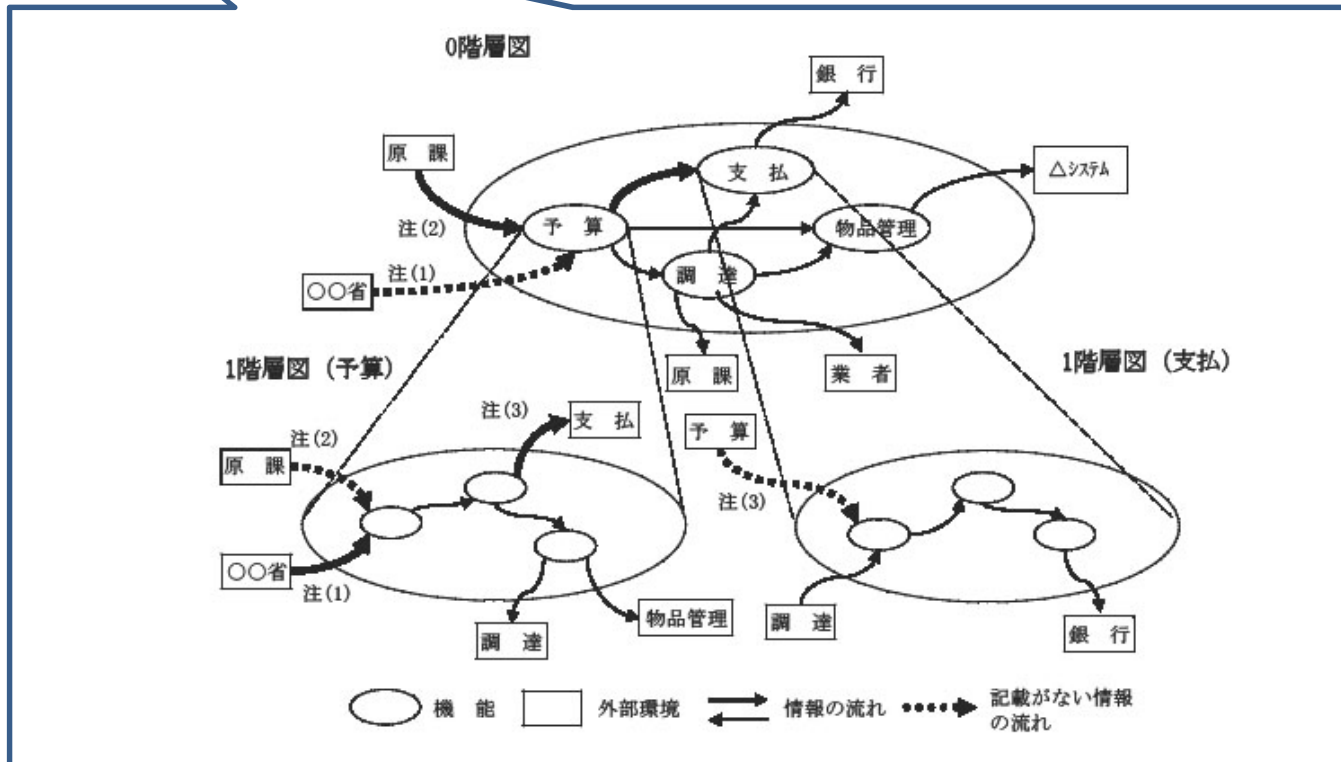 0階層図
銀 行
原 課
支 払
△システム
注(2)
予 算
物品管理
注(1)
調 達
○○省
1階層図 (予算)
原 課
業 者
1階層図 (支払)
注(3)
支 払
予 算
注(2)
原 課
注(3)
○○省
注(1)
物品管理
調 達
調 達
銀 行
機 能
外部環境
情報の流れ
記載がない情報
の流れ